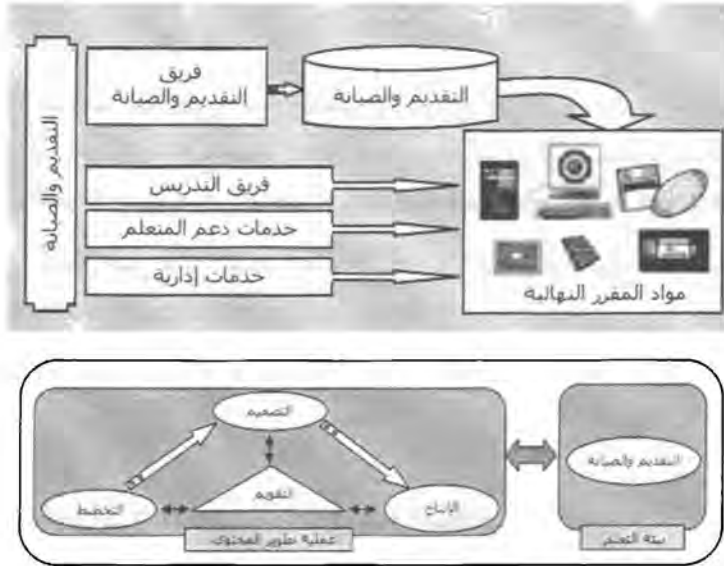 التقديم والصيانة
فريق
التقديم والصيانة
التقديم والصيانة
فريق التدريس
خدمات دعم المتعلم
خدمات إدارية
مواد المقرر النهائية
التصميم
التقويم
التخطيط
الإنتاج
عملية تطوير المحتوى
التقديم والصيانة
بيئة التعلم